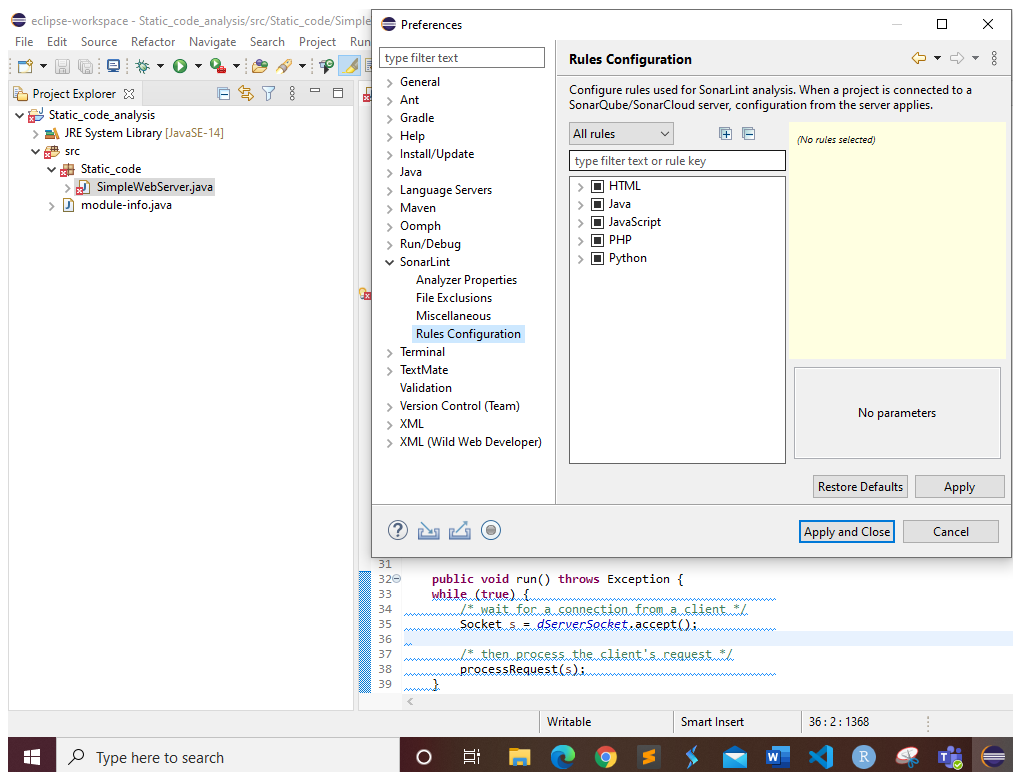 eclipse-workspace - Static_code_analysis/src/Static_code/Simple
File Edit Source Refactor Navigate Search Project Run
Project Explorer
Static_code_analysis
JRE System Library [JavaSE-14]
src
Static_code
SimpleWebServer.java
module-info.java
Preferences
type filter text
General
Ant
Gradle
Help
Install/Update
Java
Language Servers
Maven
Oomph
Run/Debug
SonarLint
Analyzer Properties
File Exclusions
Miscellaneous
Rules Configuration
Terminal
TextMate
Validation
Version Control (Team)
XML
XML (Wild Web Developer)
Rules Configuration
Configure rules used for SonarLint analysis. When a project is connected to a
SonarQube/SonarCloud server, configuration from the server applies.
All rules
type filter text or rule key
HTML
Java
JavaScript
PHP
Python
(No rules selected)
No parameters
Restore Defaults Apply
Apply and Close Cancel
31
32 public void run() throws Exception {
33 while (true) {
34 /* wait for a connection from a client */
35 Socket s = dServerSocket.accept();
36
37 /* then process the client's request */
38 processRequest(s);
39 }
Writable Smart Insert 36 : 2 : 1368
Type here to search